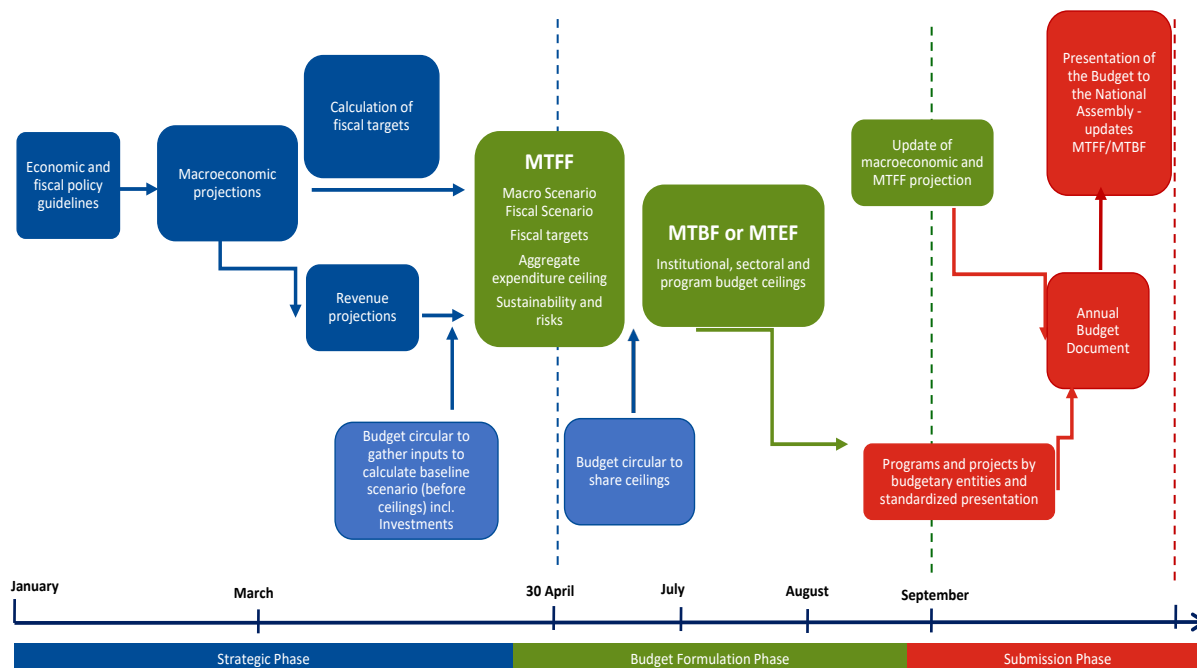 Economic and
fiscal policy
guidelines
Macroeconomic
projections
Calculation of
fiscal targets
Revenue
projections
Budget circular to
gather inputs to
calculate baseline
scenario (before
ceilings) incl.
Investments
MTFF
Macro Scenario
Fiscal Scenario
Fiscal targets
Aggregate
expenditure ceiling
Sustainability and
risks
Budget circular to
share ceilings
MTBF or MTEF
Institutional, sectoral and
program budget ceilings
Update of
macroeconomic and
MTFF projection
Programs and projects by
budgetary entities and
standardized presentation
Presentation of
the Budget to
the National
Assembly -
updates
MTFF/MTBF
Annual
Budget
Document
January
March
30 April
July
August
September
Strategic Phase
Budget Formulation Phase
Submission Phase